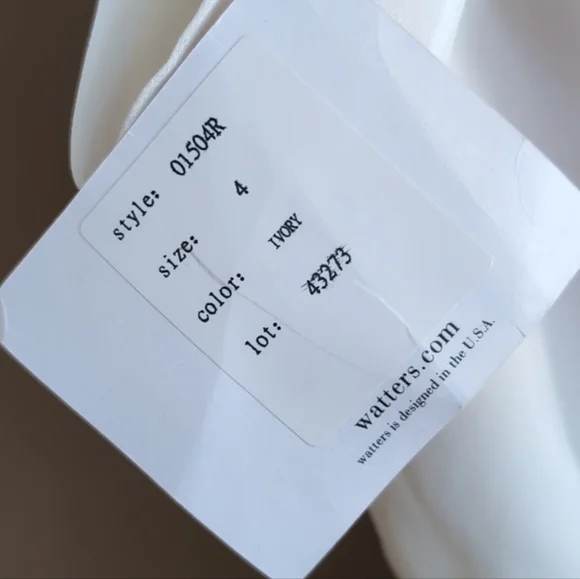 style: 01504R
size: 4
color: IVORY
lot: 43273
watters.com
watters is designed in the U.S.A.